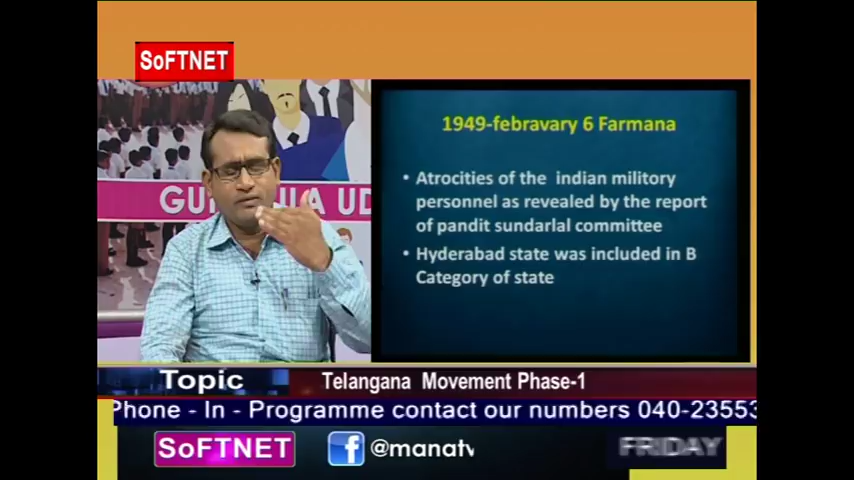 SoFTNET
1949-febravary 6 Farmana
• Atrocities of the indian military
personnel as revealed by the report
of pandit sundarlal committee
• Hyderabad state was included in B
Category of state
UD
Topic
Telangana Movement Phase-1
Phone - In - Programme contact our numbers 040-23553
SoFTNET
@manatv
FRIDAY